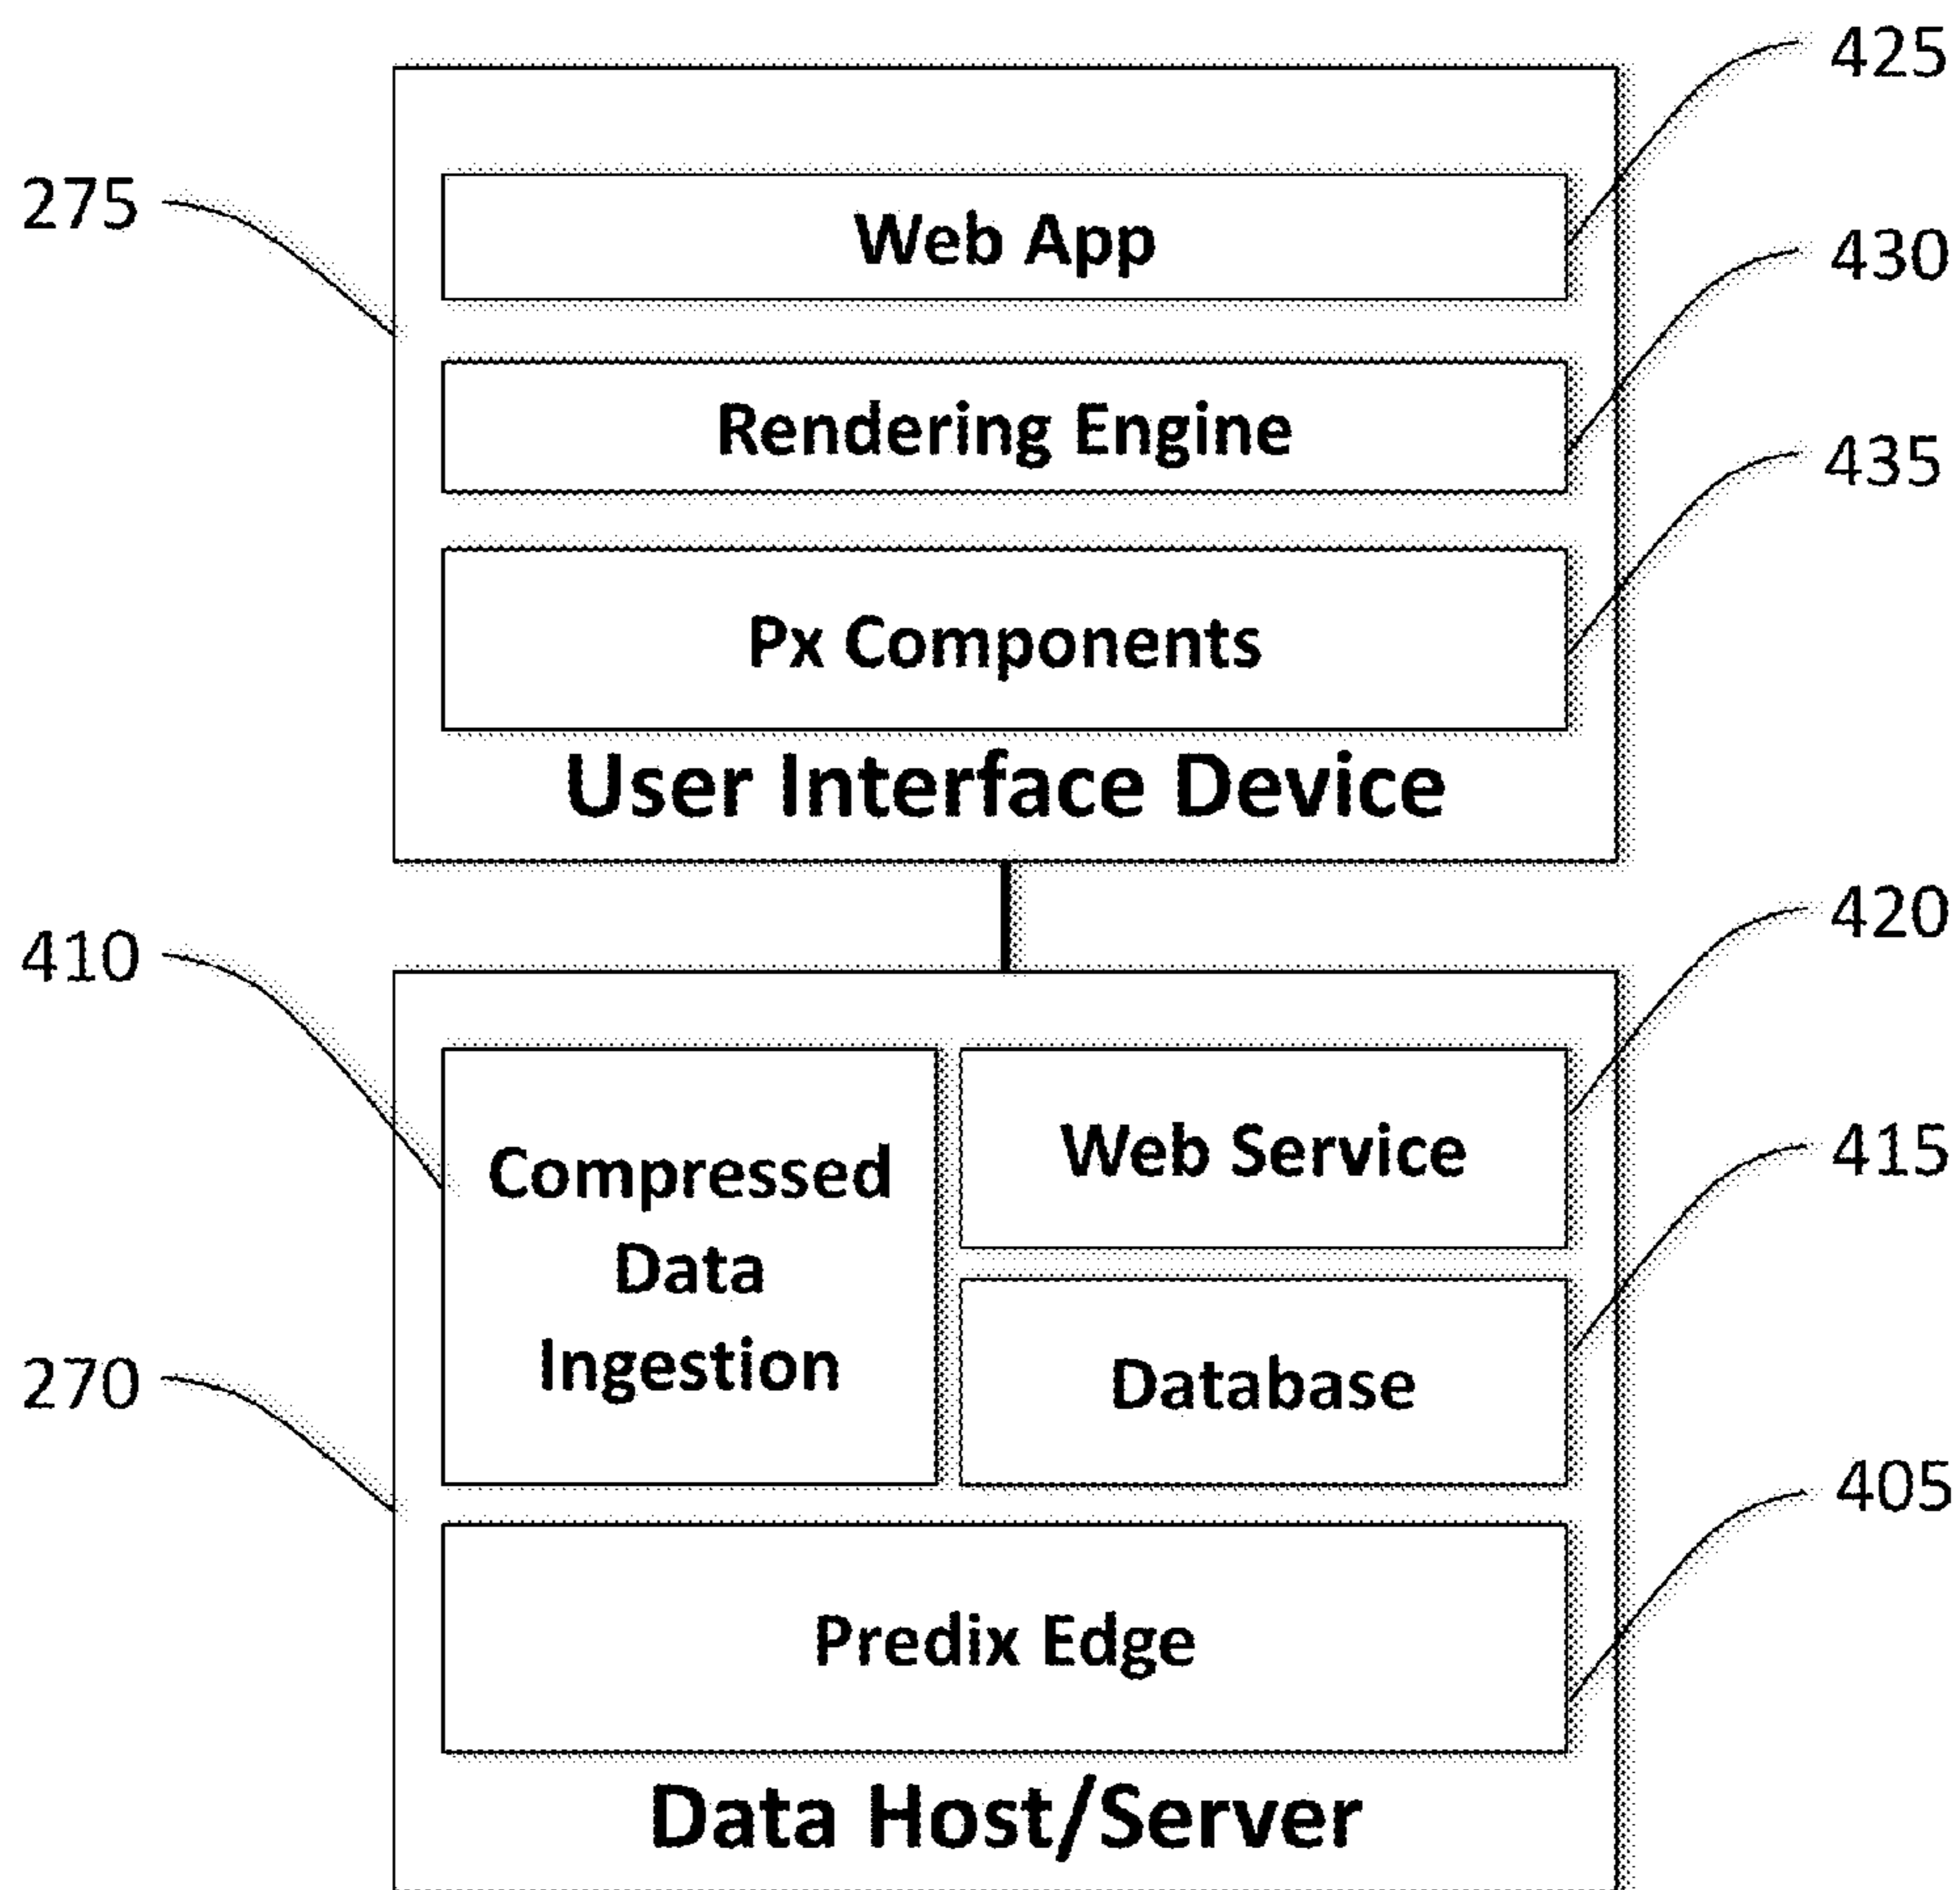 425
275
Web App
430
Rendering Engine
435
Px Components
User Interface Device
420
410
Web Service
415
Compressed
Data
Ingestion
Database
270
405
Predix Edge
Data Host/Server